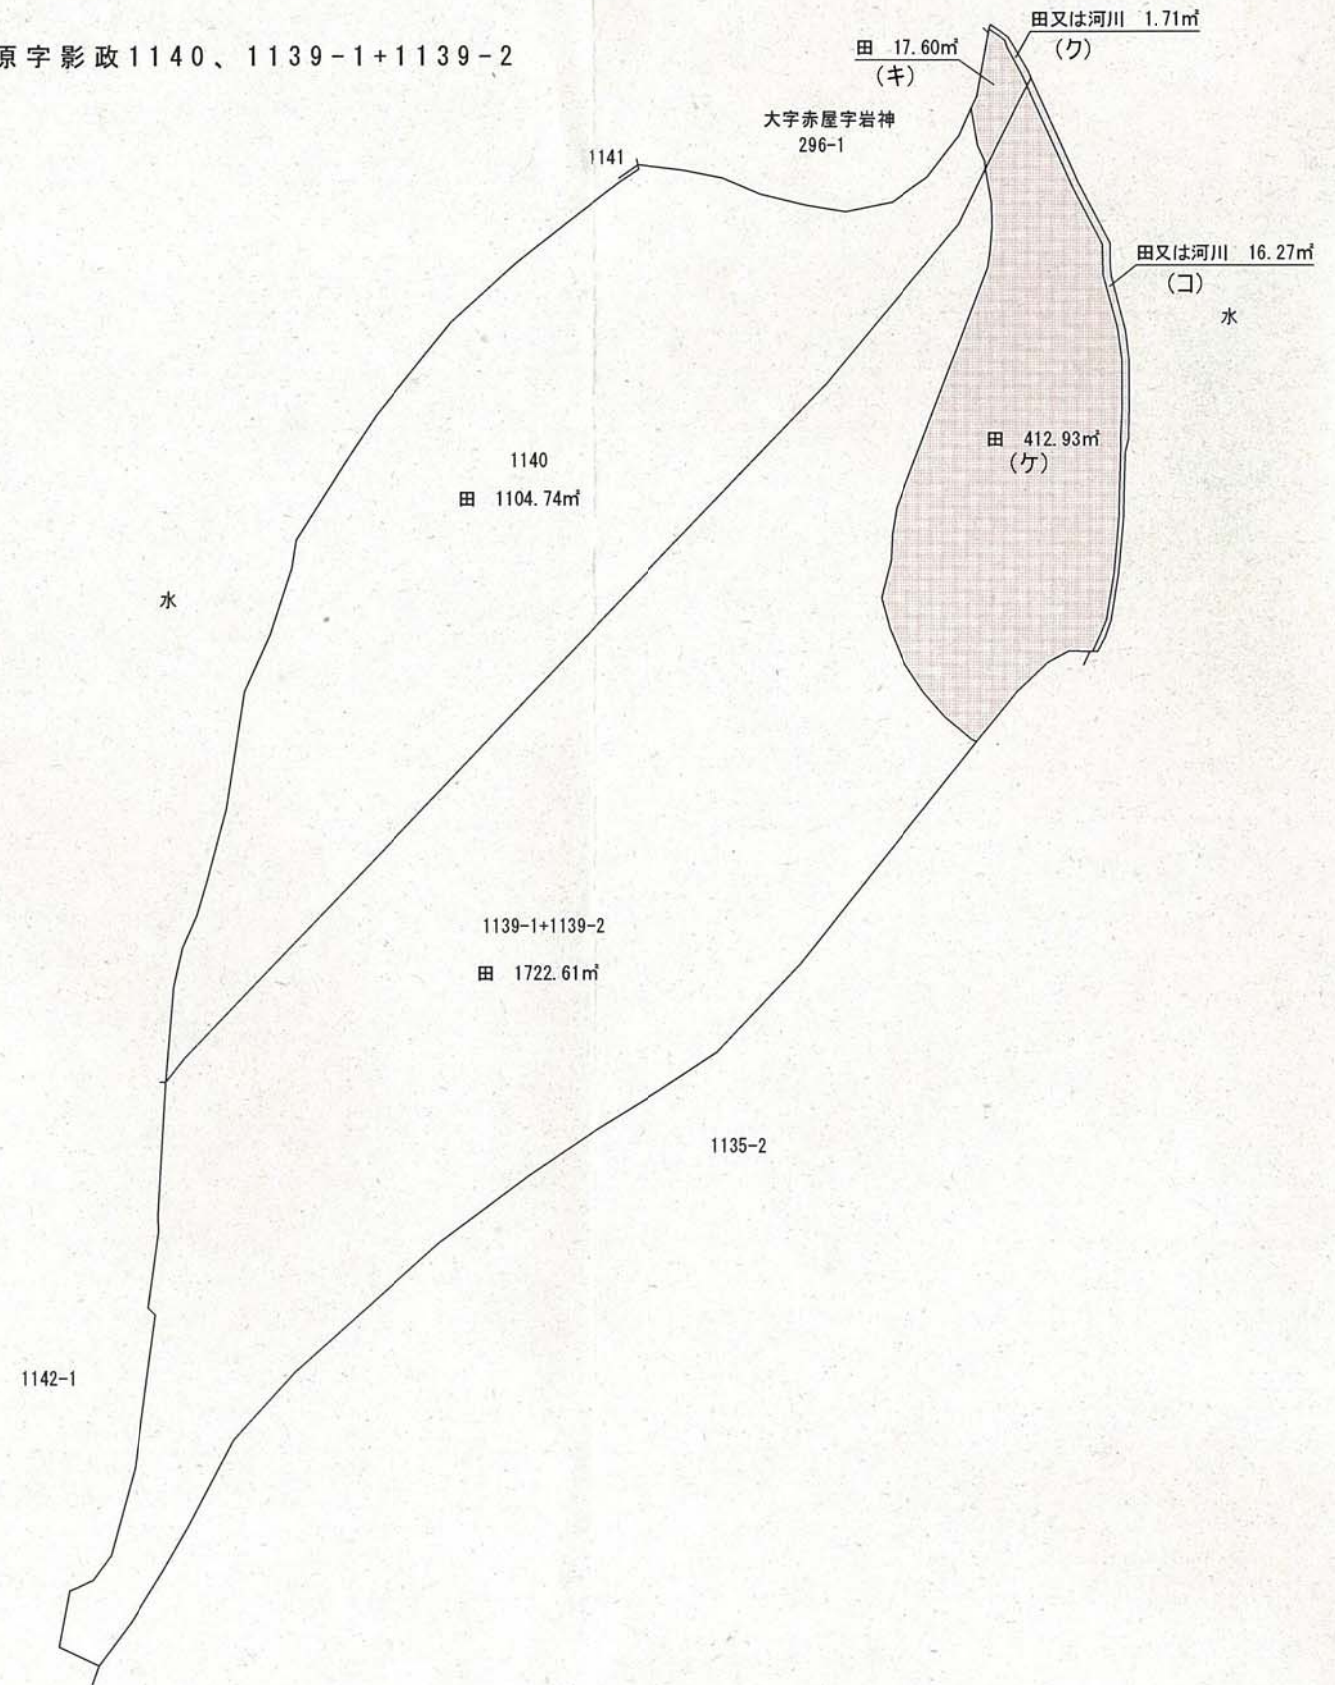 原字影政1140、1139-1+1139-2
田又は河川 1.71㎡
(ク)
田 17.60㎡
(キ)
大字赤屋字岩神
296-1
1141
田又は河川 16.27㎡
(コ)
水
田 412.93㎡
(ケ)
1140
田 1104.74㎡
水
1139-1+1139-2
田 1722.61㎡
1135-2
1142-1